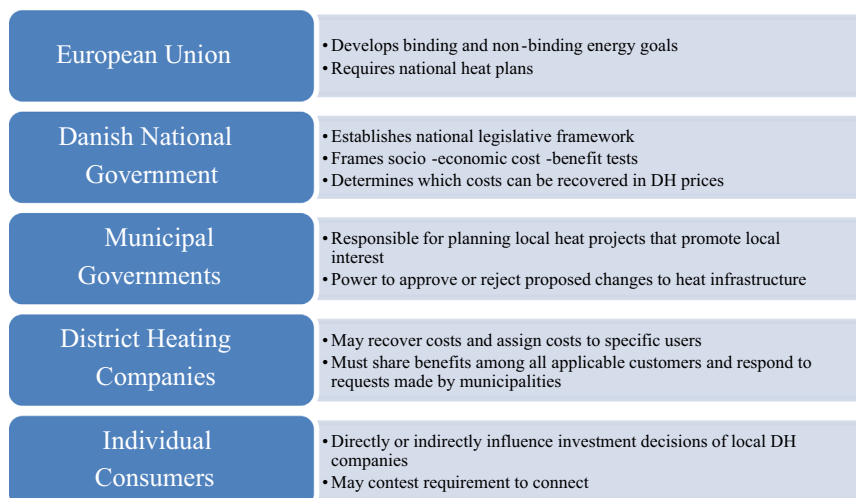 European Union
• Develops binding and non-binding energy goals
• Requires national heat plans
Danish National
Government
• Establishes national legislative framework
• Frames socio -economic cost -benefit tests
• Determines which costs can be recovered in DH prices
Municipal
Governments
• Responsible for planning local heat projects that promote local
interest
• Power to approve or reject proposed changes to heat infrastructure
District Heating
Companies
• May recover costs and assign costs to specific users
• Must share benefits among all applicable customers and respond to
requests made by municipalities
Individual
Consumers
• Directly or indirectly influence investment decisions of local DH
companies
• May contest requirement to connect